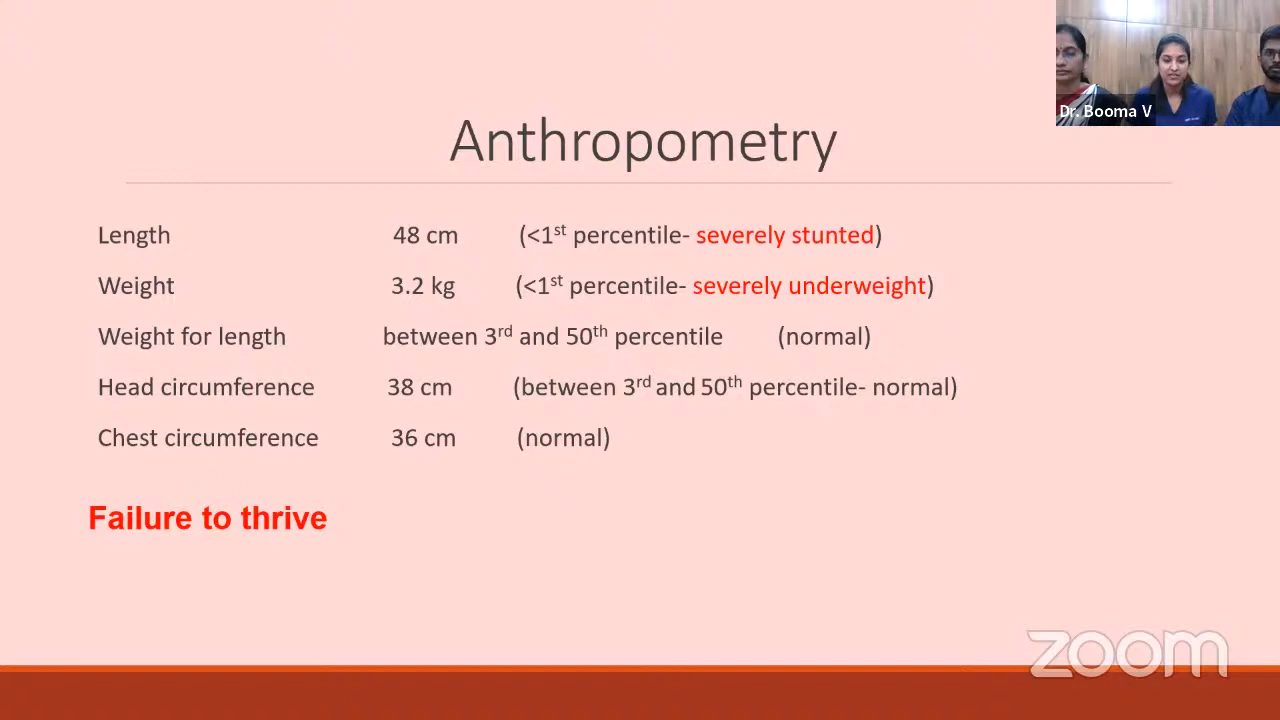 Dr. Booma V
Anthropometry
Length 48 cm (<1st percentile- severely stunted)
Weight 3.2 kg (<1st percentile- severely underweight)
Weight for length between 3rd and 50th percentile (normal)
Head circumference 38 cm (between 3rd and 50th percentile- normal)
Chest circumference 36 cm (normal)
Failure to thrive
zoom